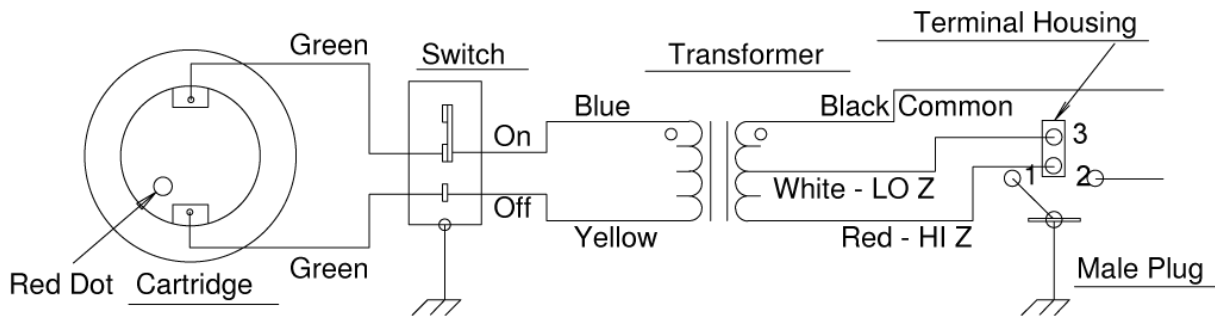 Terminal Housing
Green
Switch
Transformer
Blue
Black Common
On
3
White - LO Z
1
2
Off
Yellow
Red - HI Z
Green
Red Dot
Cartridge
Male Plug